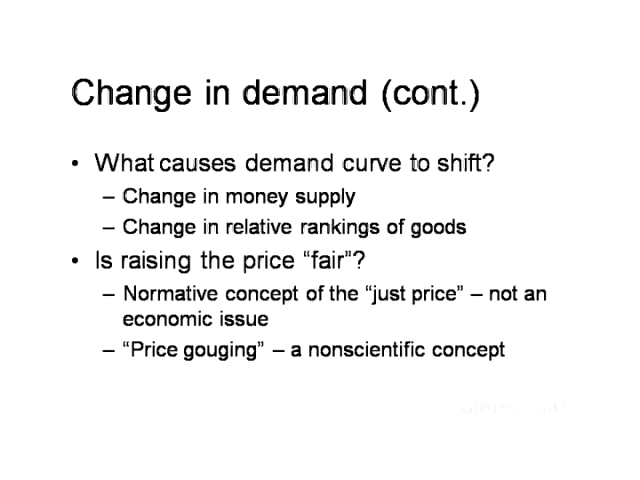 Change in demand (cont.)
• What causes demand curve to shift?
– Change in money supply
– Change in relative rankings of goods
• Is raising the price “fair”?
– Normative concept of the “just price” – not an
economic issue
– “Price gouging” – a nonscientific concept